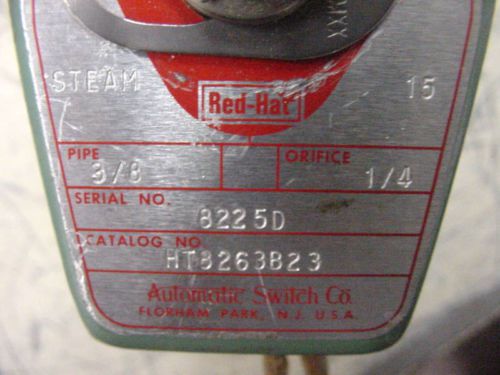 STEAM 15
Red-Hat
PIPE ORIFICE
3/8 1/4
SERIAL NO.
8225D
CATALOG NO
HT8263B23
Automatic Switch Co.
FLORHAM PARK, N.J. U.S.A.